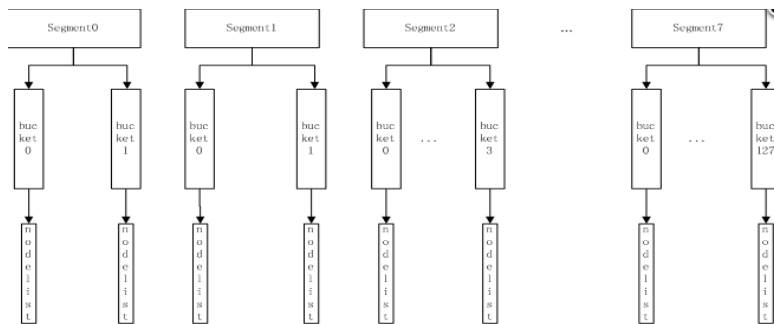 Segment0
Segment1
Segment2
...
Segment7
buc
ket
0
buc
ket
1
buc
ket
0
buc
ket
1
buc
ket
0
...
buc
ket
3
buc
ket
0
...
buc
ket
127
n
o
d
e
l
i
s
t
n
o
d
e
l
i
s
t
n
o
d
e
l
i
s
t
n
o
d
e
l
i
s
t
n
o
d
e
l
i
s
t
n
o
d
e
l
i
s
t
n
o
d
e
l
i
s
t
n
o
d
e
l
i
s
t